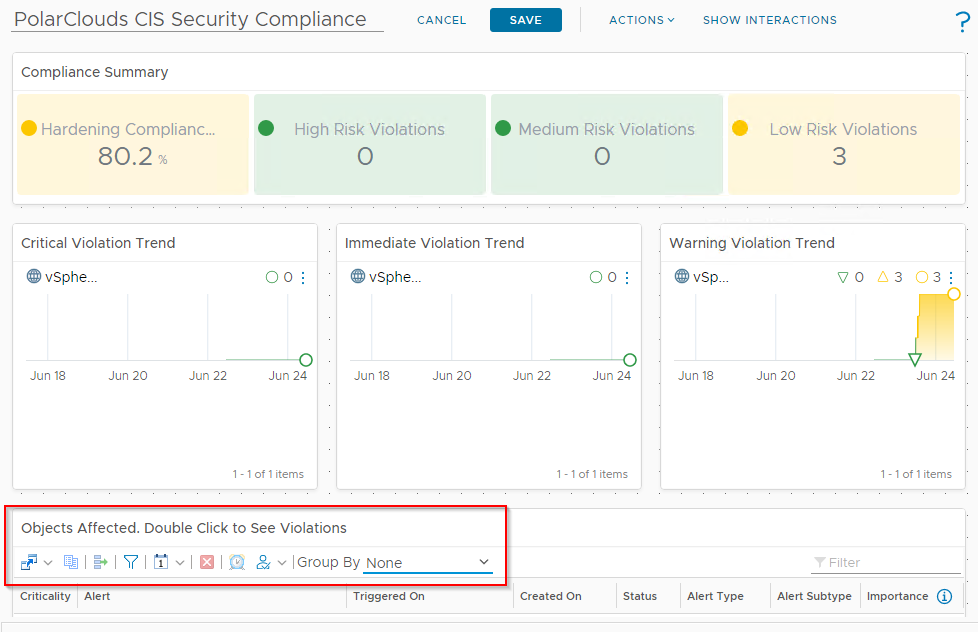 PolarClouds CIS Security Compliance CANCEL SAVE ACTIONS SHOW INTERACTIONS ?
Compliance Summary
Hardening Complianc... High Risk Violations Medium Risk Violations Low Risk Violations
80.2 % 0 0 3
Critical Violation Trend Immediate Violation Trend Warning Violation Trend
vSphe... 0 vSphe... 0 vSp... 0 3 3
Jun 18 Jun 20 Jun 22 Jun 24 Jun 18 Jun 20 Jun 22 Jun 24 Jun 18 Jun 20 Jun 22 Jun 24
1 - 1 of 1 items 1 - 1 of 1 items 1 - 1 of 1 items
Objects Affected. Double Click to See Violations
1 Group By None Filter
Criticality Alert Triggered On Created On Status Alert Type Alert Subtype Importance i